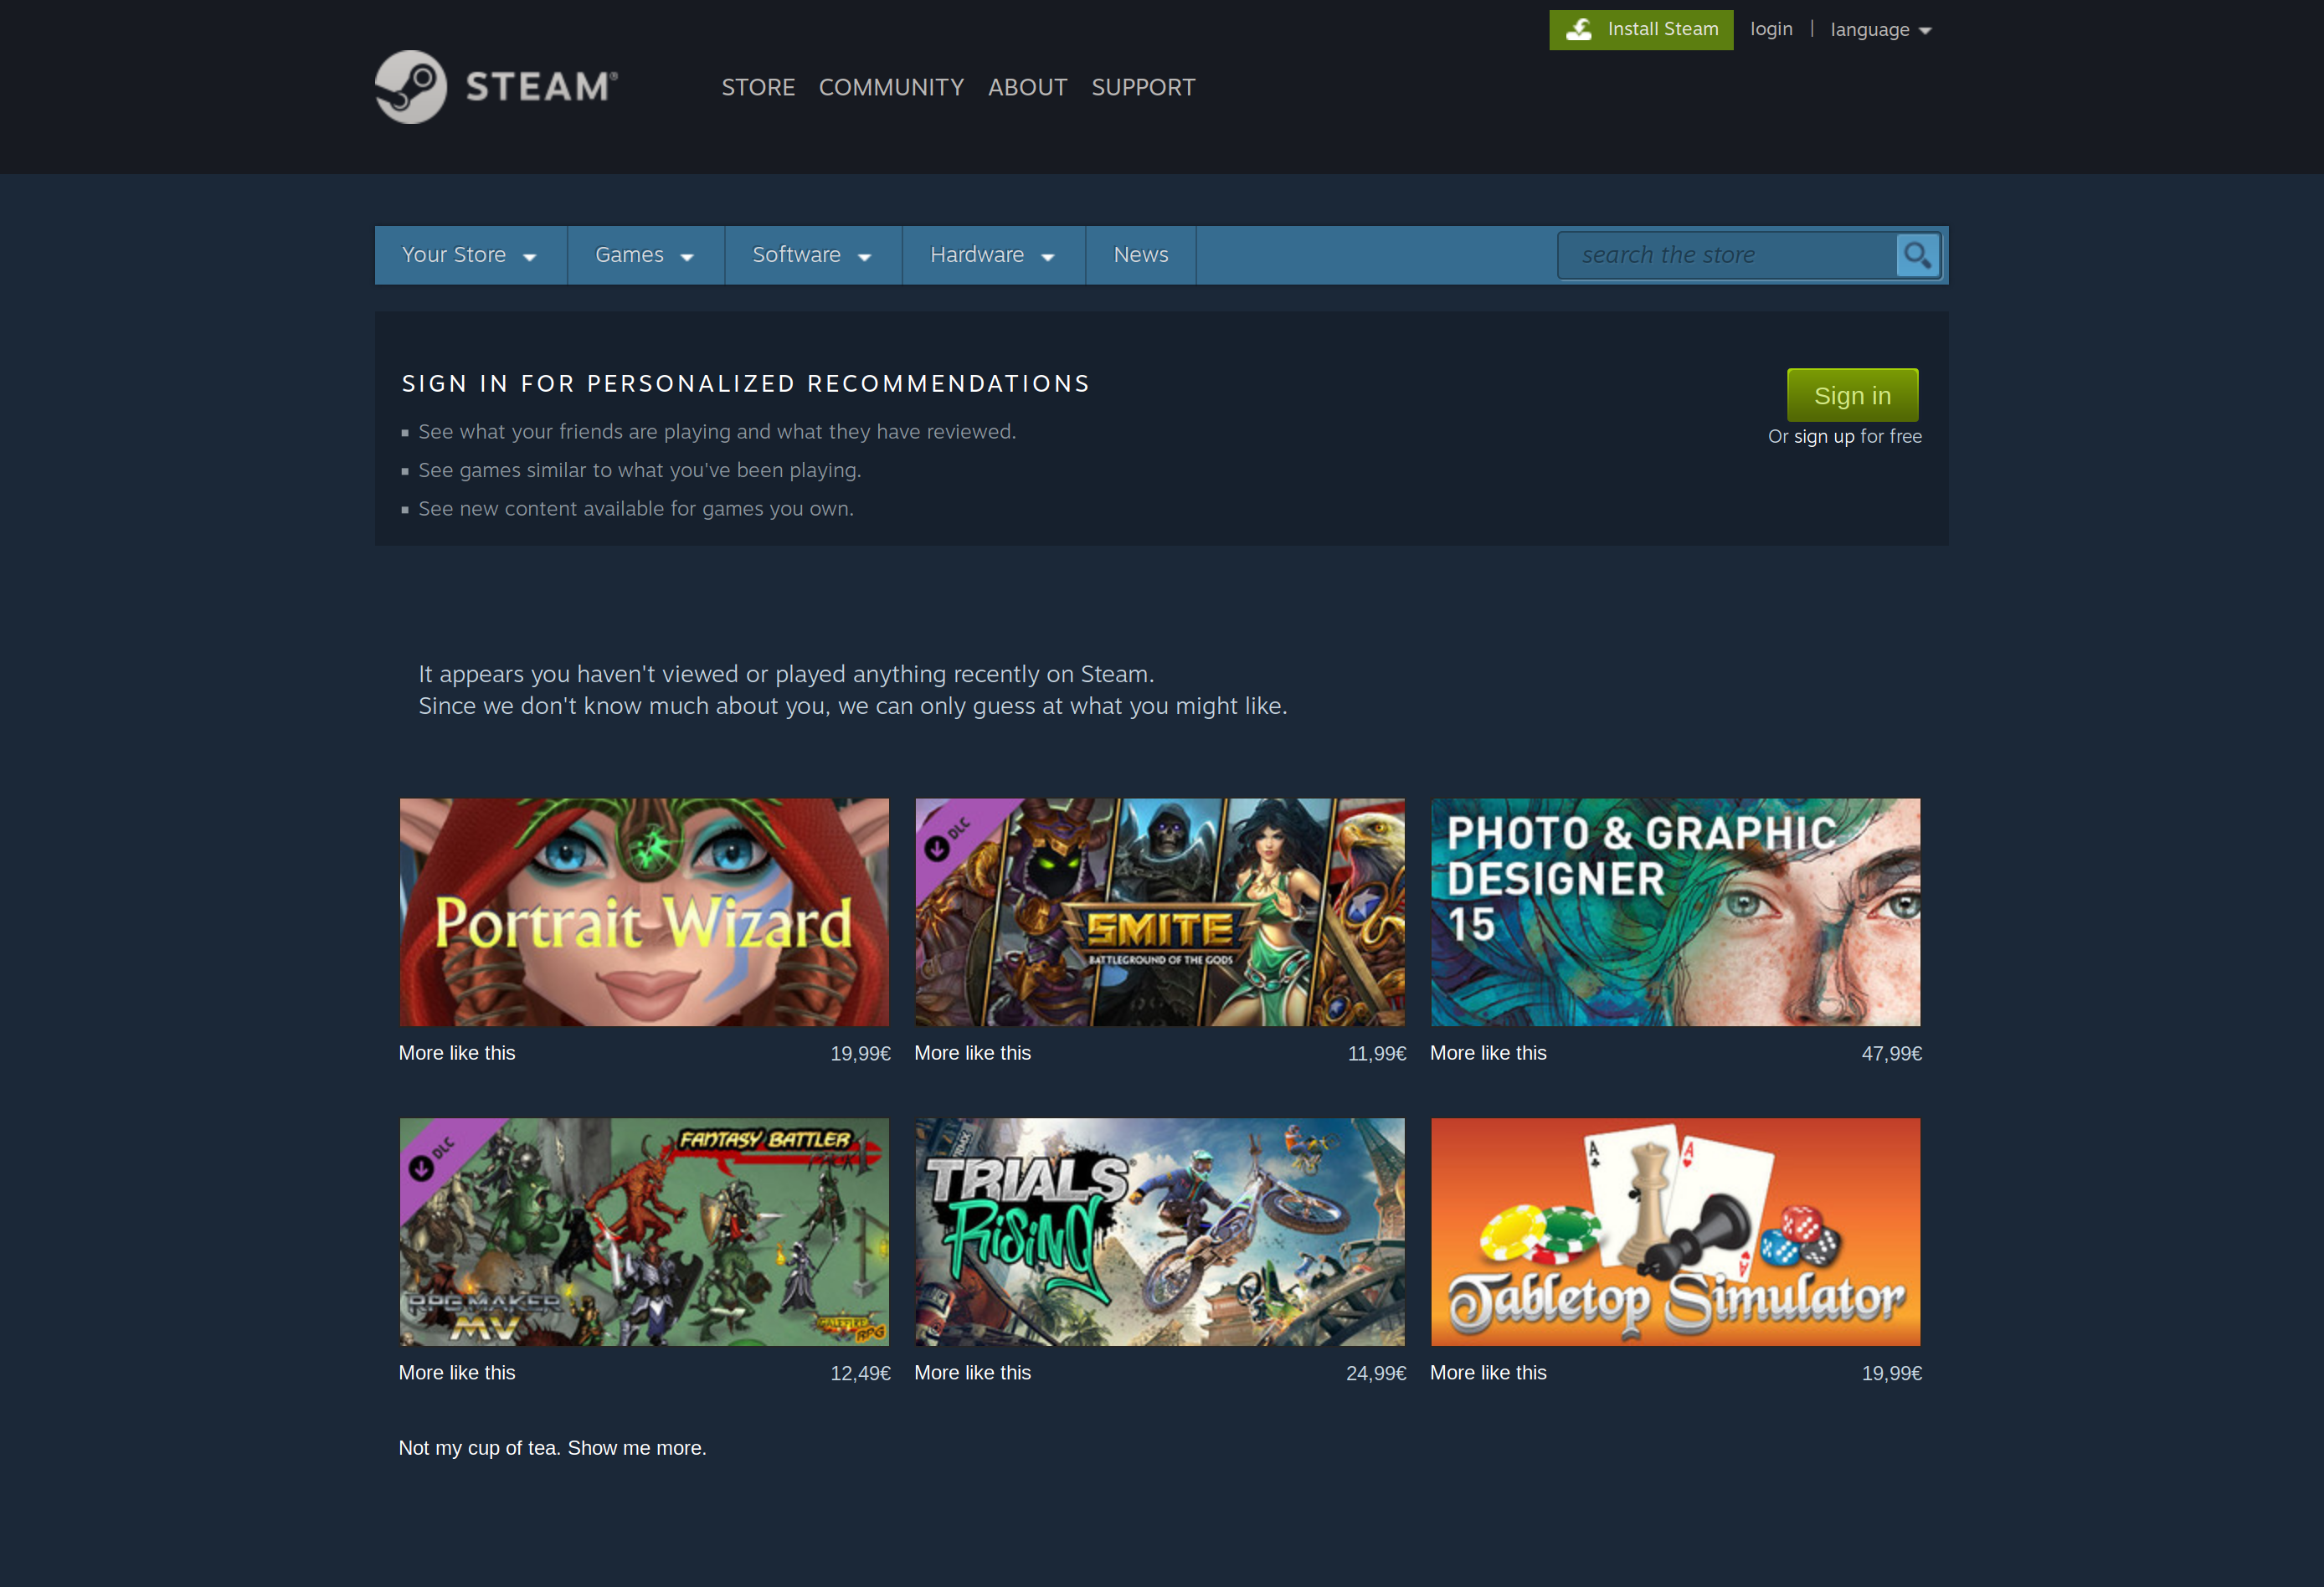 Install Steam
login
|
language
STEAM®
STORE
COMMUNITY
ABOUT
SUPPORT
Your Store
Games
Software
Hardware
News
search the store
SIGN IN FOR PERSONALIZED RECOMMENDATIONS
See what your friends are playing and what they have reviewed.
See games similar to what you've been playing.
See new content available for games you own.
Sign in
Or sign up for free
It appears you haven't viewed or played anything recently on Steam.
Since we don't know much about you, we can only guess at what you might like.
Portrait Wizard
More like this
19,99€
DLC
SMITE
BATTLEGROUND OF THE GODS
More like this
11,99€
PHOTO & GRAPHIC
DESIGNER
15
More like this
47,99€
DLC
FANTASY BATTLER
RPG MAKER
MV
GALEFIRE
RPG
More like this
12,49€
TRIALS®
RISING
More like this
24,99€
A
A
Tabletop Simulator
More like this
19,99€
Not my cup of tea. Show me more.